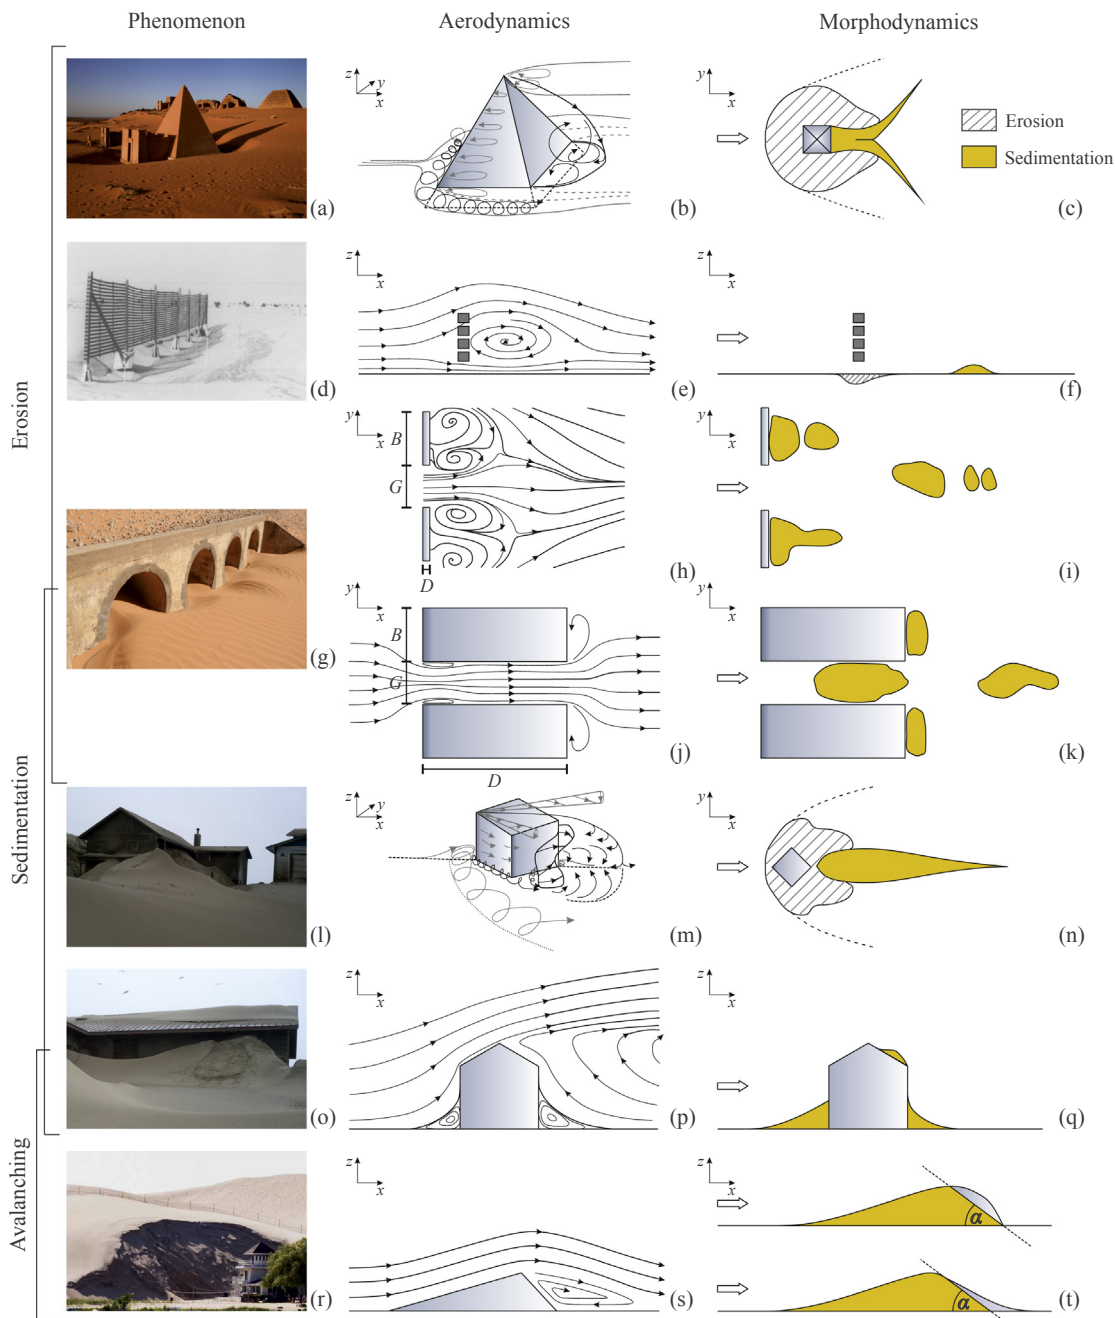 Phenomenon Aerodynamics Morphodynamics
Erosion
Sedimentation
Avalanching
z y x
y x
Erosion
Sedimentation
(a) (b) (c)
z x
z x
(d) (e) (f)
y x
B
G
D
y x
(h) (i)
(g)
y x
B
G
D
y x
(j) (k)
z y x
y x
(l) (m) (n)
z x
z x
(o) (p) (q)
z x
z x
α
α
(r) (s) (t)